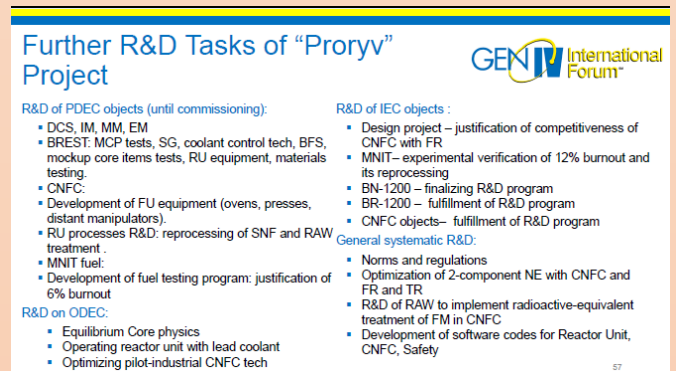 Further R&D Tasks of “Proryv”
Project
GEN IV International
Forum™
R&D of PDEC objects (until commissioning):
▪ DCS, IM, MM, EM
▪ BREST: MCP tests, SG, coolant control tech, BFS,
mockup core items tests, RU equipment, materials
testing.
▪ CNFC:
▪ Development of FU equipment (ovens, presses,
distant manipulators).
▪ RU processes R&D: reprocessing of SNF and RAW
treatment .
▪ MNIT fuel:
▪ Development of fuel testing program: justification of
6% burnout
R&D on ODEC:
▪ Equilibrium Core physics
▪ Operating reactor unit with lead coolant
▪ Optimizing pilot-industrial CNFC tech
R&D of IEC objects :
▪ Design project – justification of competitiveness of
CNFC with FR
▪ MNIT– experimental verification of 12% burnout and
its reprocessing
▪ BN-1200 – finalizing R&D program
▪ BR-1200 – fulfillment of R&D program
▪ CNFC objects– fulfillment of R&D program
General systematic R&D:
▪ Norms and regulations
▪ Optimization of 2-component NE with CNFC and
FR and TR
▪ R&D of RAW to implement radioactive-equivalent
treatment of FM in CNFC
▪ Development of software codes for Reactor Unit,
CNFC, Safety
57